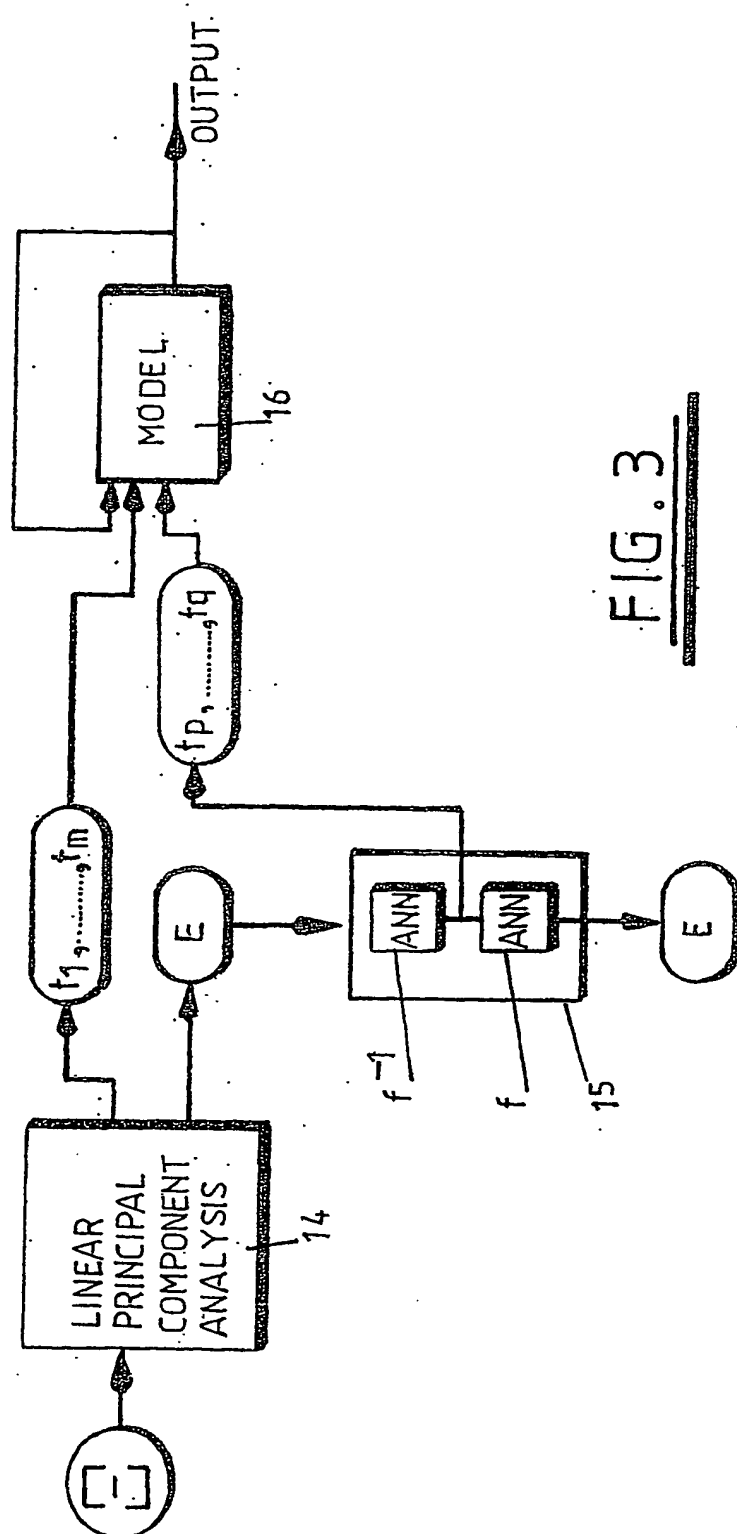 [-]
LINEAR
PRINCIPAL
COMPONENT
ANALYSIS
14
t1,..........,tm
E
f-1
ANN
f
ANN
15
E
tp,..........,tq
MODEL
16
OUTPUT
FIG. 3